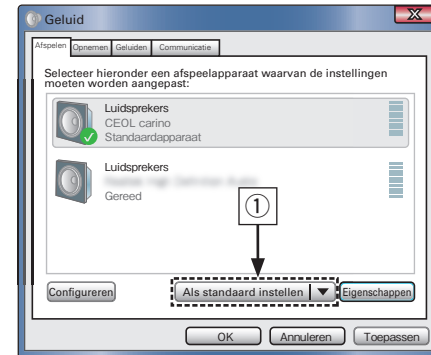 Geluid
X
Afspelen Opnemen Geluiden Communicatie
Selecteer hieronder een afspeelapparaat waarvan de instellingen
moeten worden aangepast:
Luidsprekers
CEOL carino
Standaardapparaat
Luidsprekers
Gereed
1
Configureren Als standaard instellen Eigenschappen
OK Annuleren Toepassen